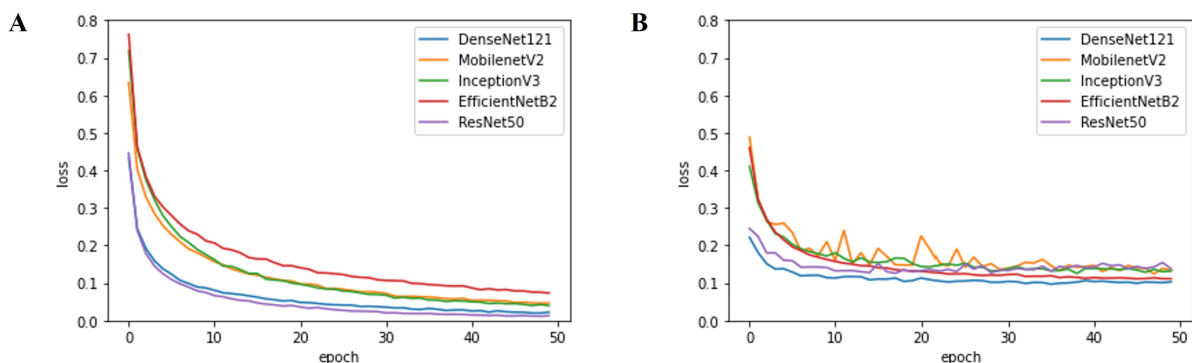 A
0.8
0.7
0.6
0.5
0.4
0.3
0.2
0.1
0.0
loss
0 10 20 30 40 50
epoch
DenseNet121
MobilenetV2
InceptionV3
EfficientNetB2
ResNet50
B
0.8
0.7
0.6
0.5
0.4
0.3
0.2
0.1
0.0
loss
0 10 20 30 40 50
epoch
DenseNet121
MobilenetV2
InceptionV3
EfficientNetB2
ResNet50